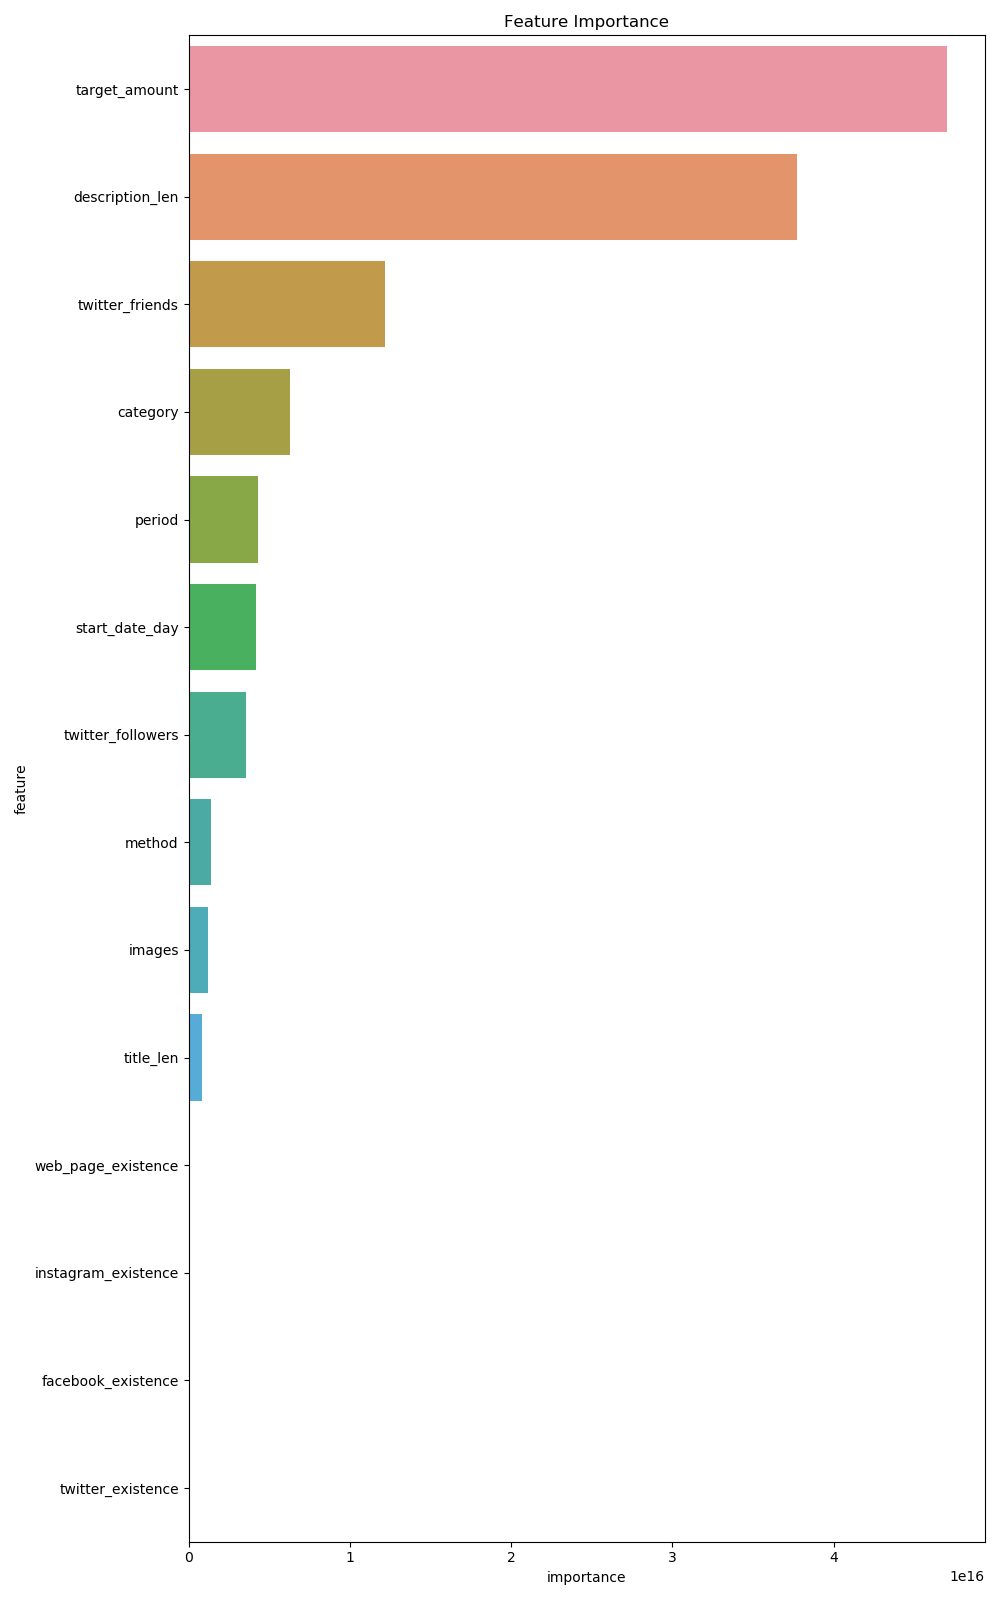 Feature Importance
target_amount
description_len
twitter_friends
category
period
start_date_day
twitter_followers
method
images
title_len
web_page_existence
instagram_existence
facebook_existence
twitter_existence
feature
0 1 2 3 4
importance
1e16